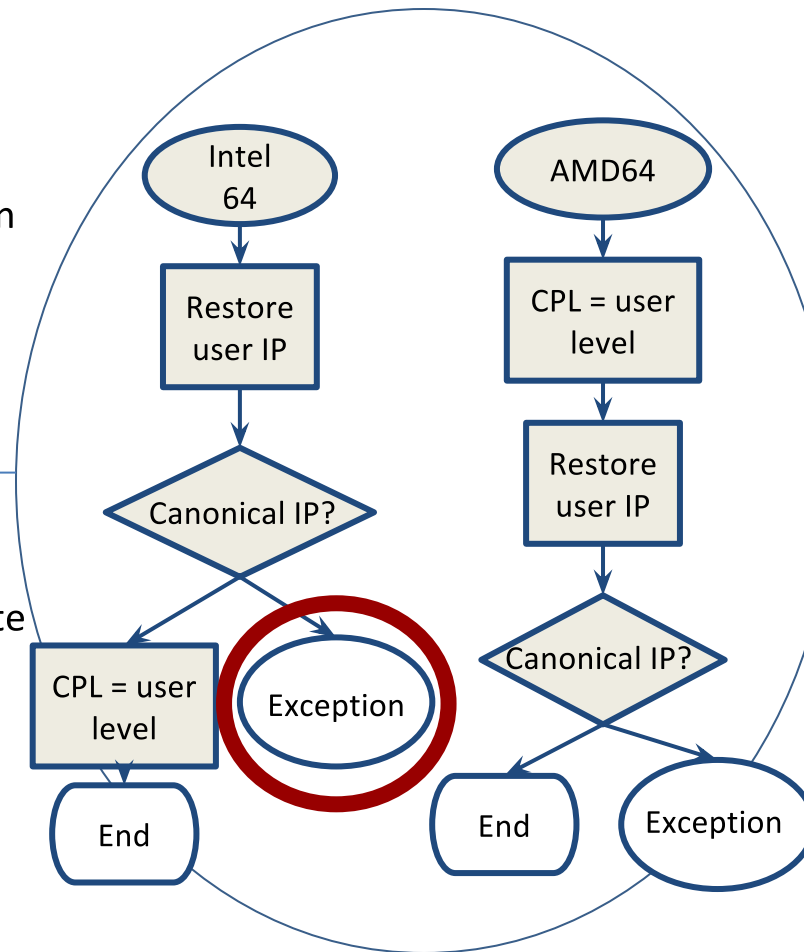 Intel
64
Restore
user IP
Canonical IP?
CPL = user
level
Exception
End
AMD64
CPL = user
level
Restore
user IP
Canonical IP?
End
Exception